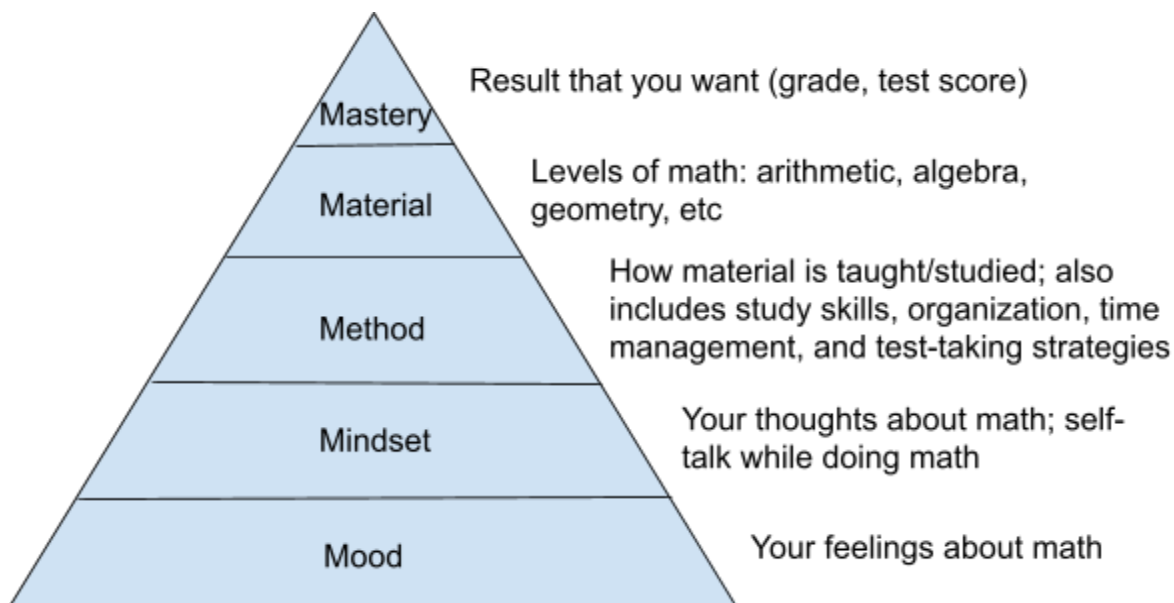 Result that you want (grade, test score)
Mastery
Levels of math: arithmetic, algebra,
geometry, etc
Material
How material is taught/studied; also
includes study skills, organization, time
management, and test-taking strategies
Method
Your thoughts about math; self-
talk while doing math
Mindset
Your feelings about math
Mood